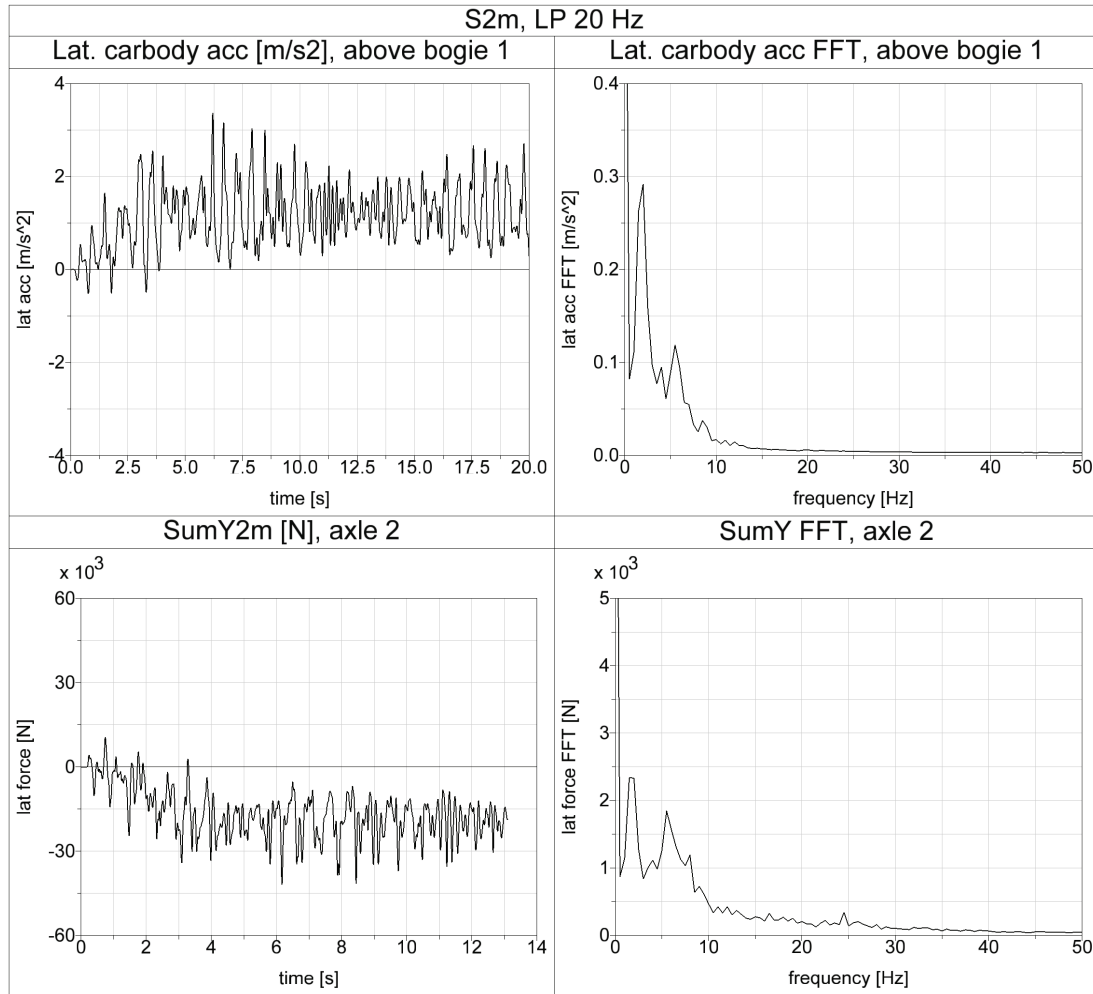 S2m, LP 20 Hz
Lat. carbody acc [m/s2], above bogie 1
Lat. carbody acc FFT, above bogie 1
4
2
0
-2
-4
lat acc [m/s^2]
0.0 2.5 5.0 7.5 10.0 12.5 15.0 17.5 20.0
time [s]
0.4
0.3
0.2
0.1
0.0
lat acc FFT [m/s^2]
0 10 20 30 40 50
frequency [Hz]
SumY2m [N], axle 2
SumY FFT, axle 2
x 10^3
60
30
0
-30
-60
lat force [N]
0 2 4 6 8 10 12 14
time [s]
x 10^3
5
4
3
2
1
0
lat force FFT [N]
0 10 20 30 40 50
frequency [Hz]